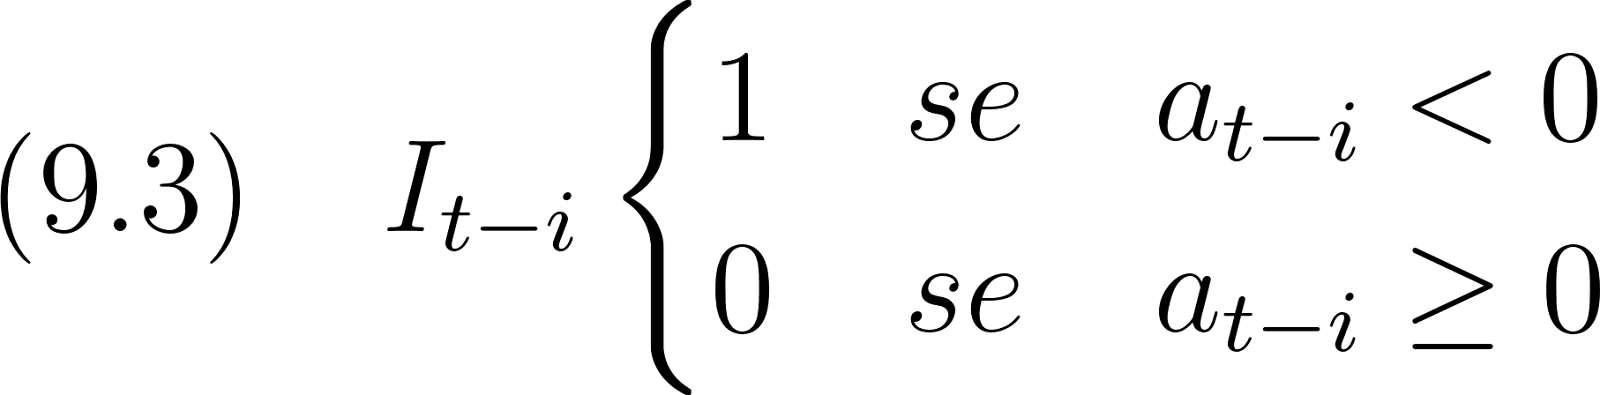 (9.3) I_{t-i} { 1 se a_{t-i} < 0
0 se a_{t-i} ≥ 0